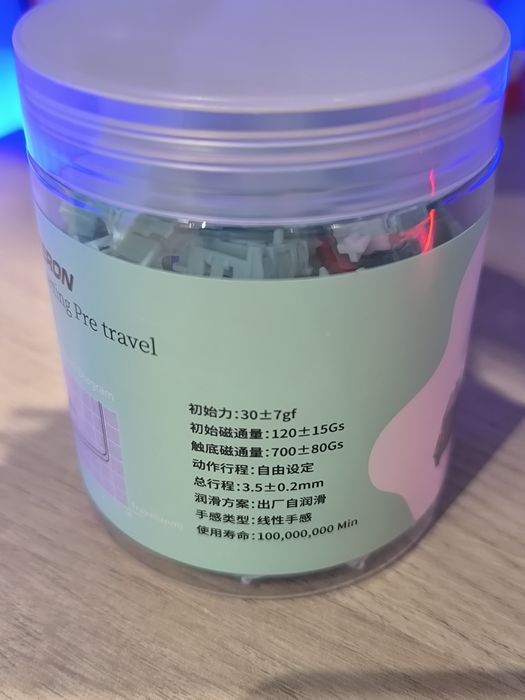 RON
ing Pre travel
初始力:30±7gf
初始磁通量:120±15Gs
触底磁通量:700±80Gs
动作行程:自由设定
总行程:3.5±0.2mm
润滑方案:出厂自润滑
手感类型:线性手感
使用寿命:100,000,000 Min